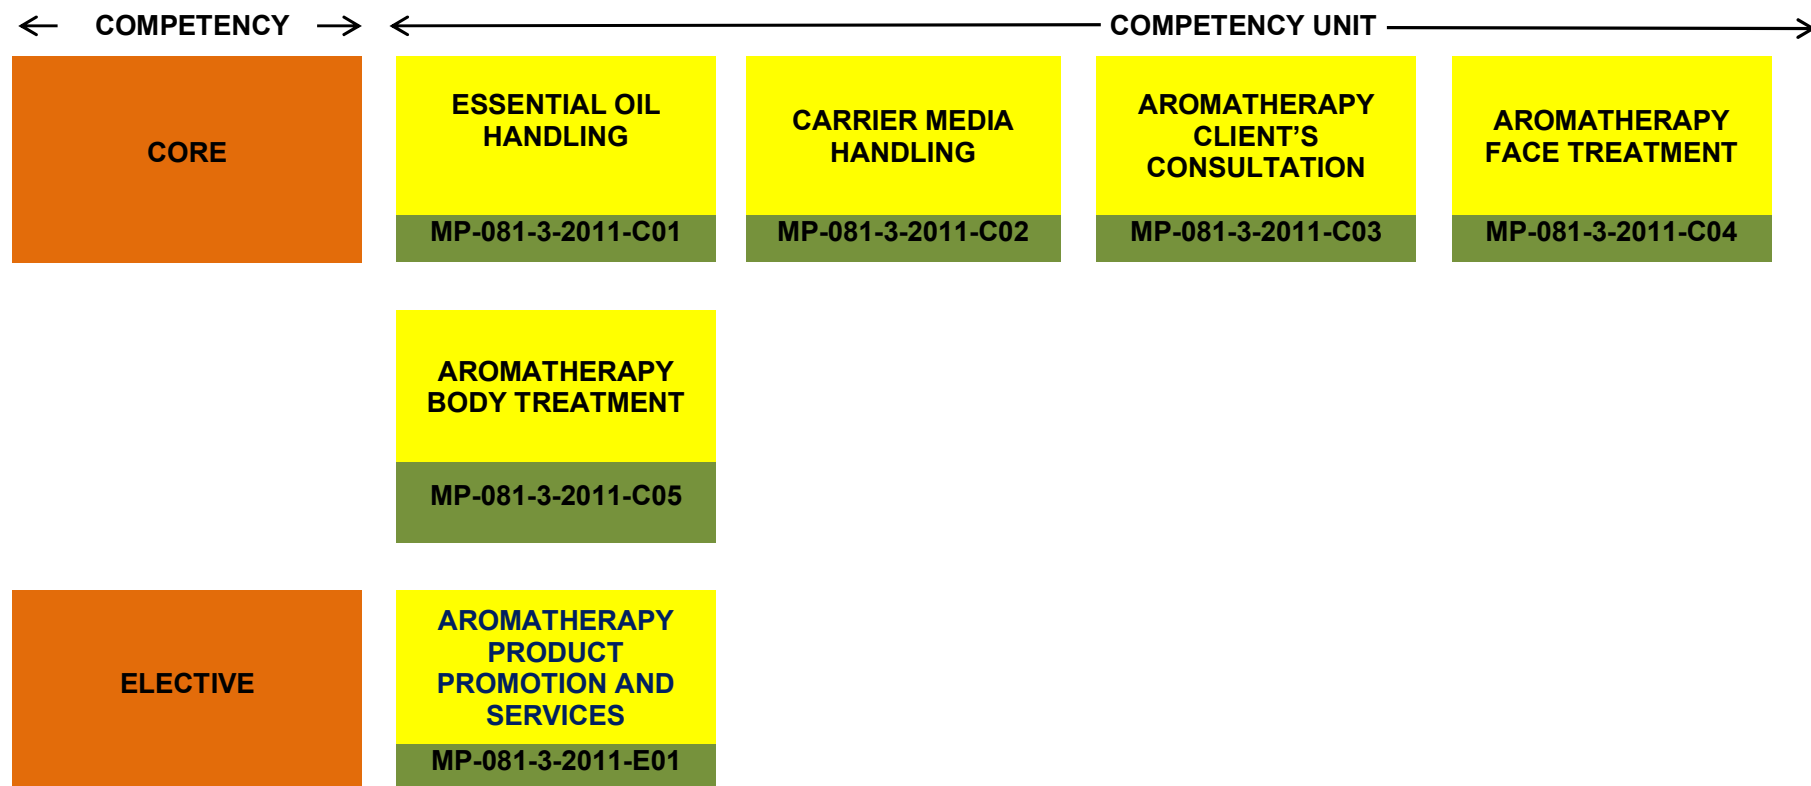 COMPETENCY
COMPETENCY UNIT
CORE
ESSENTIAL OIL
HANDLING
MP-081-3-2011-C01
CARRIER MEDIA
HANDLING
MP-081-3-2011-C02
AROMATHERAPY
CLIENT’S
CONSULTATION
MP-081-3-2011-C03
AROMATHERAPY
FACE TREATMENT
MP-081-3-2011-C04
AROMATHERAPY
BODY TREATMENT
MP-081-3-2011-C05
ELECTIVE
AROMATHERAPY
PRODUCT
PROMOTION AND
SERVICES
MP-081-3-2011-E01